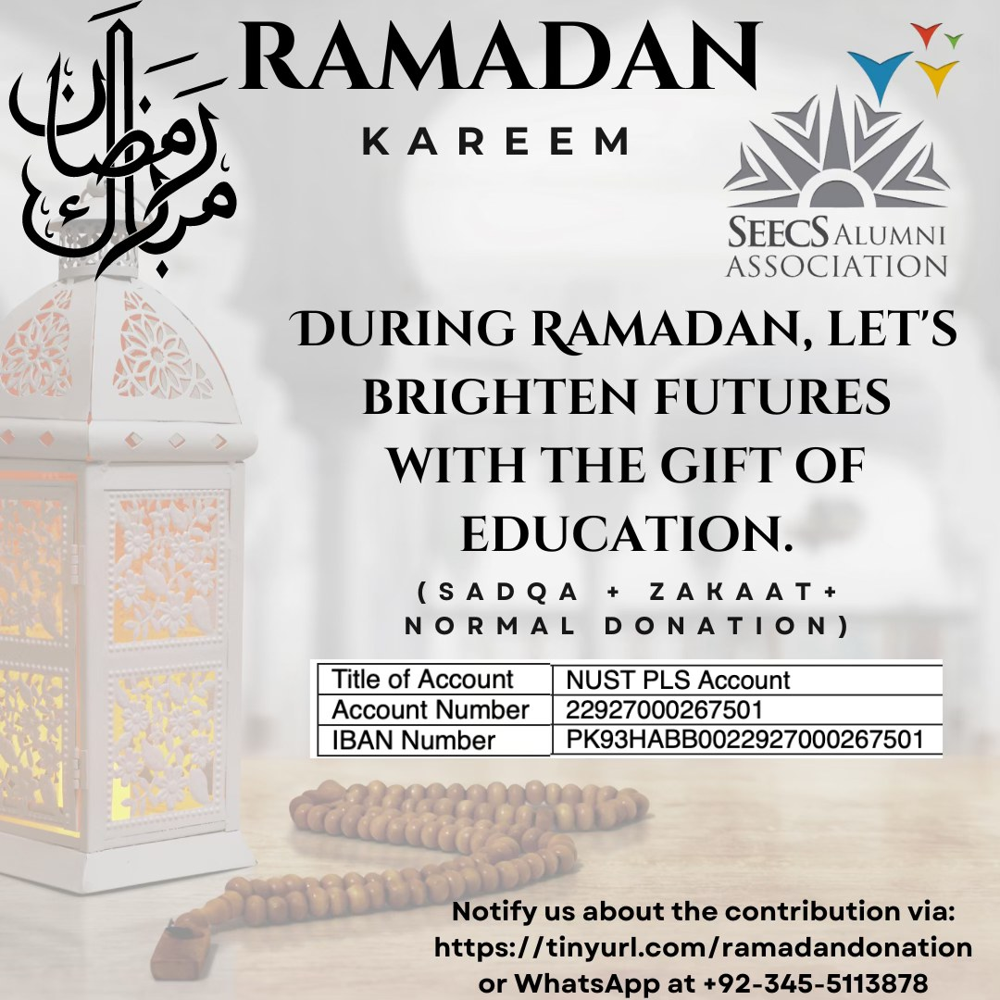 رمضان
مبارك
RAMADAN
KAREEM
SEECS ALUMNI
ASSOCIATION
DURING RAMADAN, LET'S
BRIGHTEN FUTURES
WITH THE GIFT OF
EDUCATION.
(SADQA + ZAKAAT+
NORMAL DONATION)
Title of Account NUST PLS Account
Account Number 22927000267501
IBAN Number PK93HABB0022927000267501
Notify us about the contribution via:
https://tinyurl.com/ramadandonation
or WhatsApp at +92-345-5113878